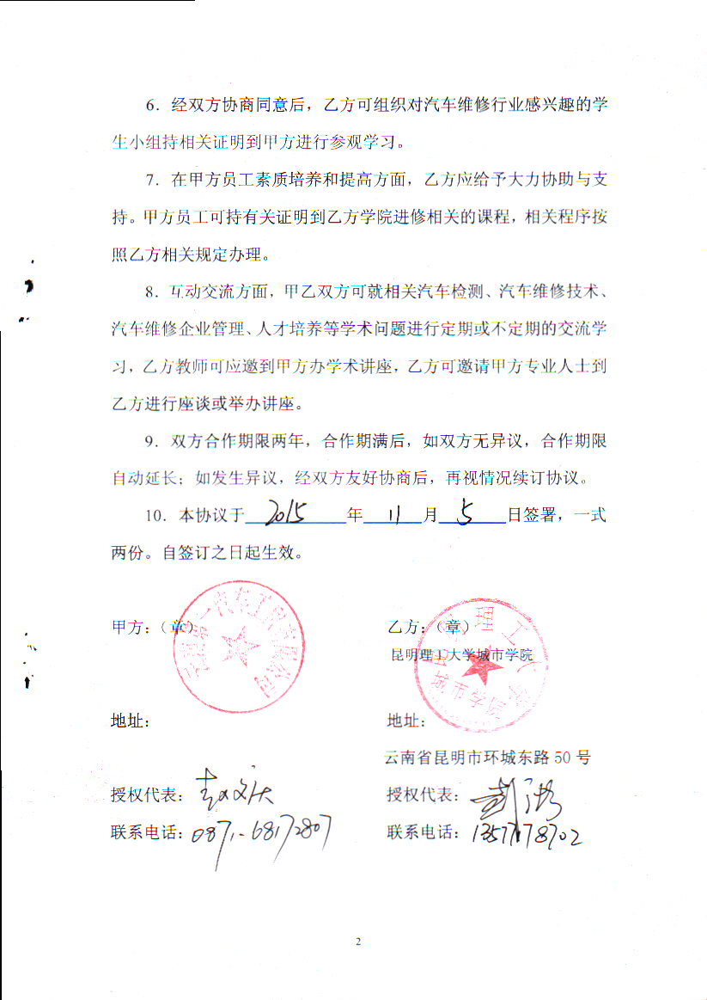 6．经双方协商同意后，乙方可组织对汽车维修行业感兴趣的学
生小组持相关证明到甲方进行参观学习。
7．在甲方员工素质培养和提高方面，乙方应给予大力协助与支
持。甲方员工可持有关证明到乙方学院进修相关的课程，相关程序按
照乙方相关规定办理。
8．互动交流方面，甲乙双方可就相关汽车检测、汽车维修技术、
汽车维修企业管理、人才培养等学术问题进行定期或不定期的交流学
习，乙方教师可应邀到甲方办学术讲座，乙方可邀请甲方专业人士到
乙方进行座谈或举办讲座。
9．双方合作期限两年，合作期满后，如双方无异议，合作期限
自动延长；如发生异议，经双方友好协商后，再视情况续订协议。
10．本协议于 2015 年 11 月 5 日签署，一式
两份。自签订之日起生效。
甲方：（章） 乙方：（章）
昆明理工大学城市学院
地址： 地址：
云南省昆明市环城东路 50 号
授权代表： 授权代表：
联系电话：0871-68172807 联系电话：13577178702
2